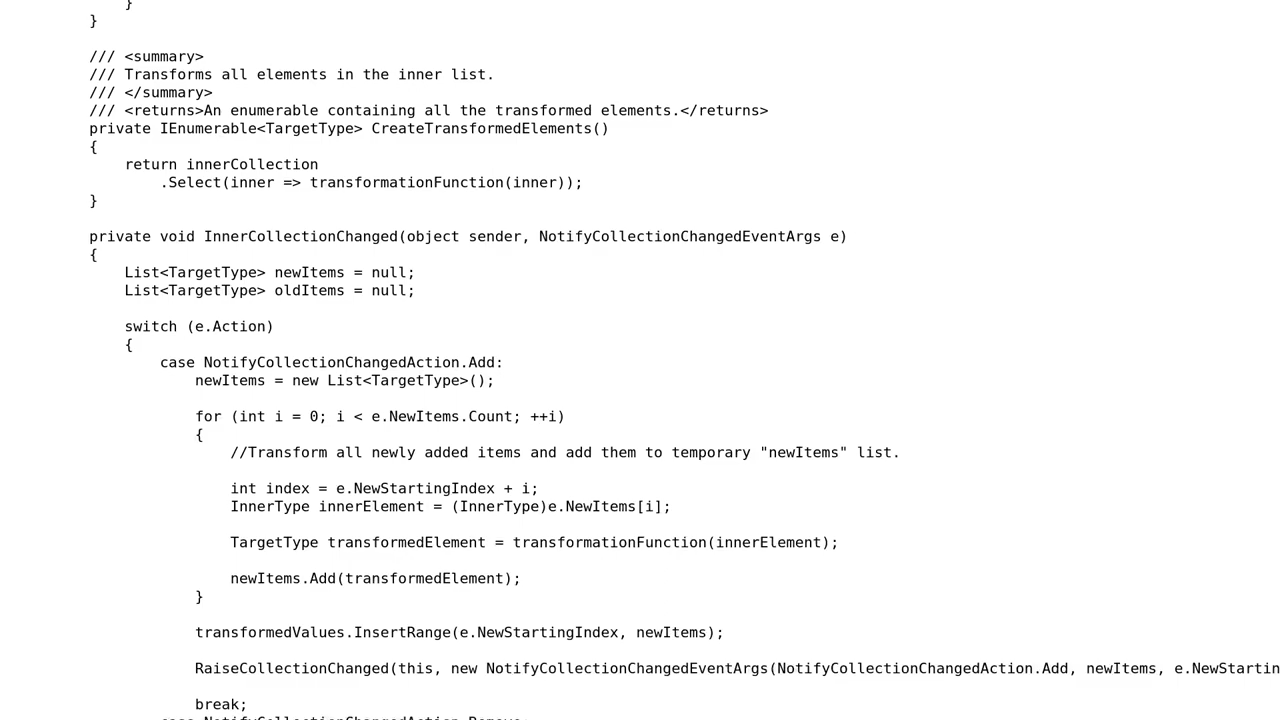 }
}
/// <summary>
/// Transforms all elements in the inner list.
/// </summary>
/// <returns>An enumerable containing all the transformed elements.</returns>
private IEnumerable<TargetType> CreateTransformedElements()
{
return innerCollection
.Select(inner => transformationFunction(inner));
}
private void InnerCollectionChanged(object sender, NotifyCollectionChangedEventArgs e)
{
List<TargetType> newItems = null;
List<TargetType> oldItems = null;
switch (e.Action)
{
case NotifyCollectionChangedAction.Add:
newItems = new List<TargetType>();
for (int i = 0; i < e.NewItems.Count; ++i)
{
//Transform all newly added items and add them to temporary "newItems" list.
int index = e.NewStartingIndex + i;
InnerType innerElement = (InnerType)e.NewItems[i];
TargetType transformedElement = transformationFunction(innerElement);
newItems.Add(transformedElement);
}
transformedValues.InsertRange(e.NewStartingIndex, newItems);
RaiseCollectionChanged(this, new NotifyCollectionChangedEventArgs(NotifyCollectionChangedAction.Add, newItems, e.NewStartin
break;
case NotifyCollectionChangedAction.Remove: